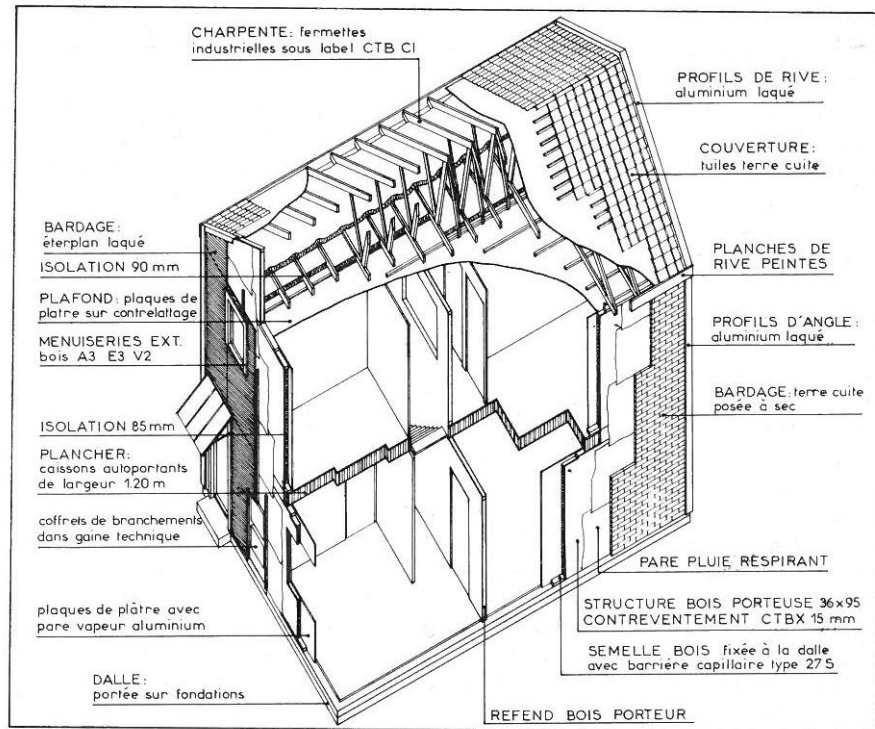 CHARPENTE: fermettes
industrielles sous label CTB CI
PROFILS DE RIVE:
aluminium laqué
COUVERTURE:
tuiles terre cuite
BARDAGE:
éterplan laqué
ISOLATION 90 mm
PLAFOND: plaques de
platre sur contrelattage
MENUISERIES EXT.
bois A3 E3 V2
ISOLATION 85 mm
PLANCHER:
caissons autoportants
de largeur 1.20 m
coffrets de branchements
dans gaine technique
plaques de plâtre avec
pare vapeur aluminium
DALLE:
portée sur fondations
PLANCHES DE
RIVE PEINTES
PROFILS D'ANGLE:
aluminium laqué
BARDAGE: terre cuite
posée à sec
PARE PLUIE RESPIRANT
STRUCTURE BOIS PORTEUSE 36x95
CONTREVENTEMENT CTBX 15 mm
SEMELLE BOIS fixée à la dalle
avec barrière capillaire type 27 S
REFEND BOIS PORTEUR